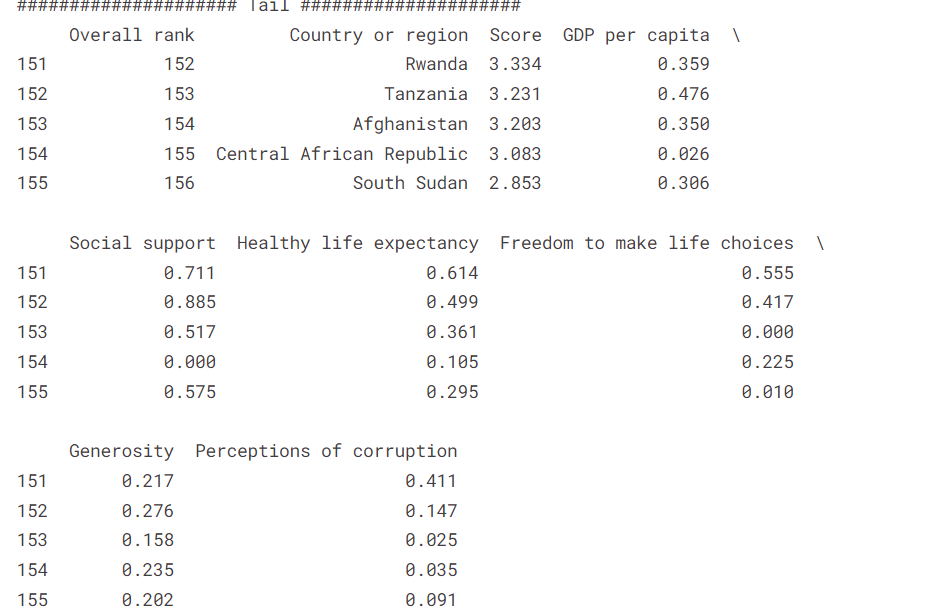 ##################### Tail #####################
Overall rank Country or region Score GDP per capita \
151 152 Rwanda 3.334 0.359
152 153 Tanzania 3.231 0.476
153 154 Afghanistan 3.203 0.350
154 155 Central African Republic 3.083 0.026
155 156 South Sudan 2.853 0.306
Social support Healthy life expectancy Freedom to make life choices \
151 0.711 0.614 0.555
152 0.885 0.499 0.417
153 0.517 0.361 0.000
154 0.000 0.105 0.225
155 0.575 0.295 0.010
Generosity Perceptions of corruption
151 0.217 0.411
152 0.276 0.147
153 0.158 0.025
154 0.235 0.035
155 0.202 0.091